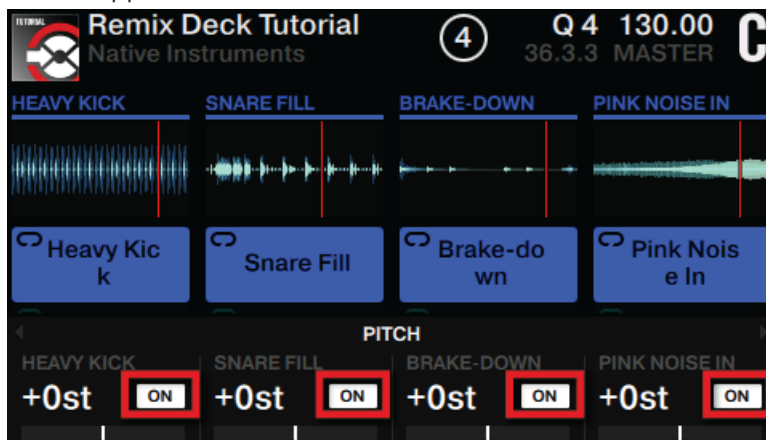 TUTORIAL
Remix Deck Tutorial
Native Instruments
4
Q 4 130.00
36.3.3 MASTER
C
HEAVY KICK SNARE FILL BRAKE-DOWN PINK NOISE IN
Heavy Kic
k
Snare Fill
Brake-do
wn
Pink Nois
e In
PITCH
HEAVY KICK SNARE FILL BRAKE-DOWN PINK NOISE IN
+0st ON +0st ON +0st ON +0st ON